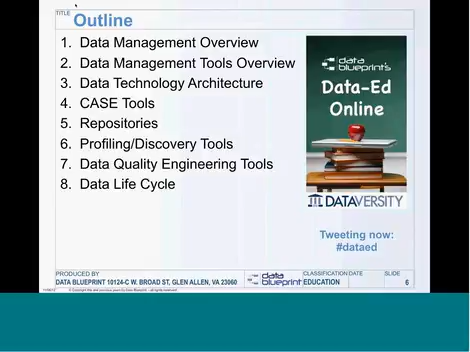 TITLE
Outline
1. Data Management Overview
2. Data Management Tools Overview
3. Data Technology Architecture
4. CASE Tools
5. Repositories
6. Profiling/Discovery Tools
7. Data Quality Engineering Tools
8. Data Life Cycle
data
blueprint's
Data-Ed
Online
DATAVERSITY
Tweeting now:
#dataed
PRODUCED BY
DATA BLUEPRINT 10124-C W. BROAD ST, GLEN ALLEN, VA 23060
data
blueprint
CLASSIFICATION
EDUCATION
DATE
SLIDE
6